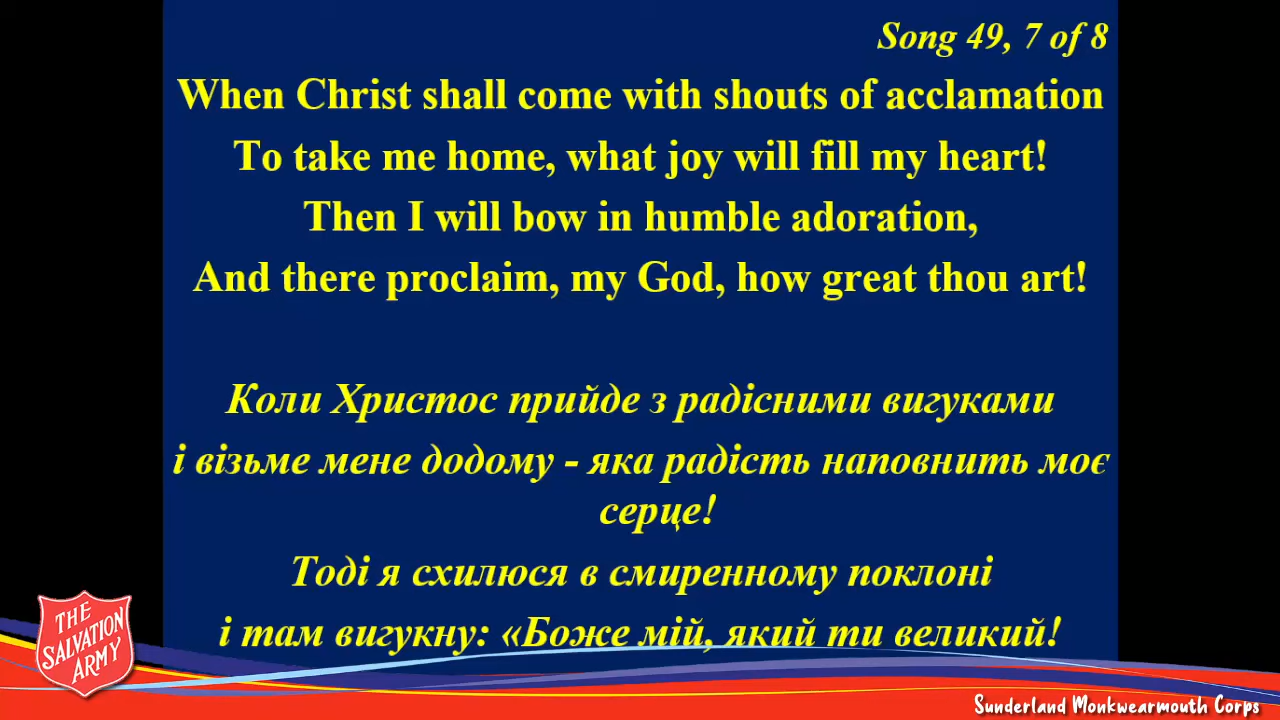 Song 49, 7 of 8
When Christ shall come with shouts of acclamation
To take me home, what joy will fill my heart!
Then I will bow in humble adoration,
And there proclaim, my God, how great thou art!
Коли Христос прийде з радісними вигуками
і візьме мене додому - яка радість наповнить моє
серце!
Тоді я схилюся в смиренному поклоні
і там вигукну: «Боже мій, який ти великий!
THE
SALVATION
ARMY
Sunderland Monkwearmouth Corps